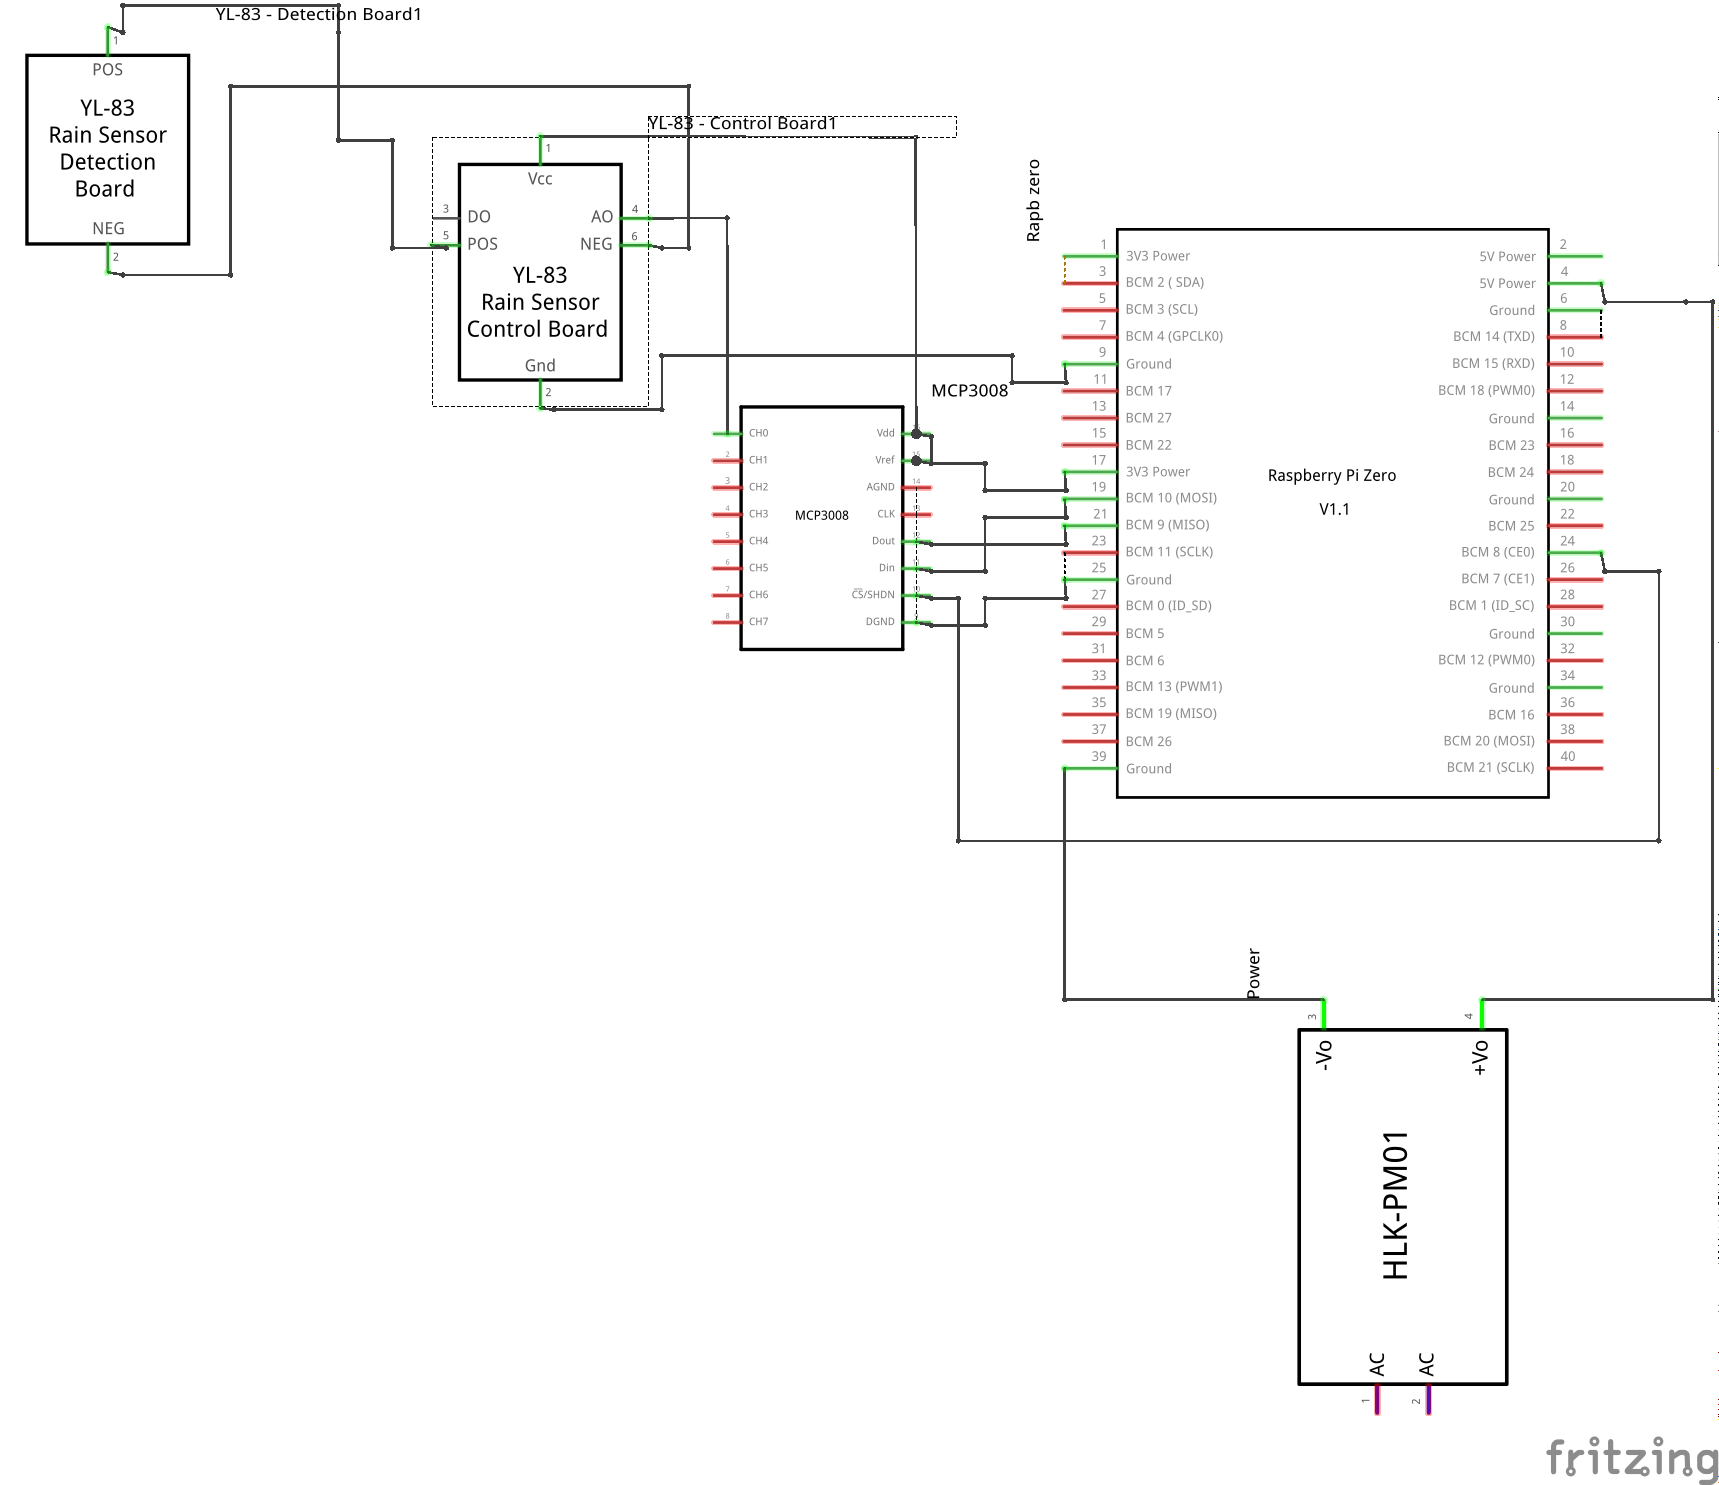 YL-83 - Detection Board1
1
POS
YL-83
Rain Sensor
Detection
Board
NEG
2
YL-83 - Control Board1
1
Vcc
3
DO
AO
4
5
POS
NEG
6
YL-83
Rain Sensor
Control Board
Gnd
2
MCP3008
CH0
Vdd
2
CH1
Vref
15
3
CH2
AGND
14
4
CH3
MCP3008
CLK
5
CH4
Dout
6
CH5
Din
7
CH6
CS/SHDN
8
CH7
DGND
Rapb zero
1
3V3 Power
5V Power
2
3
BCM 2 ( SDA)
5V Power
4
5
BCM 3 (SCL)
Ground
6
7
BCM 4 (GPCLK0)
BCM 14 (TXD)
8
9
Ground
BCM 15 (RXD)
10
11
BCM 17
BCM 18 (PWM0)
12
13
BCM 27
Ground
14
15
BCM 22
BCM 23
16
17
3V3 Power
BCM 24
18
19
BCM 10 (MOSI)
Ground
20
21
BCM 9 (MISO)
BCM 25
22
23
BCM 11 (SCLK)
BCM 8 (CE0)
24
25
Ground
BCM 7 (CE1)
26
27
BCM 0 (ID_SD)
BCM 1 (ID_SC)
28
29
BCM 5
Ground
30
31
BCM 6
BCM 12 (PWM0)
32
33
BCM 13 (PWM1)
Ground
34
35
BCM 19 (MISO)
BCM 16
36
37
BCM 26
BCM 20 (MOSI)
38
39
Ground
BCM 21 (SCLK)
40
Raspberry Pi Zero
V1.1
Power
3
-Vo
4
+Vo
HLK-PM01
AC
AC
1
2
fritzing